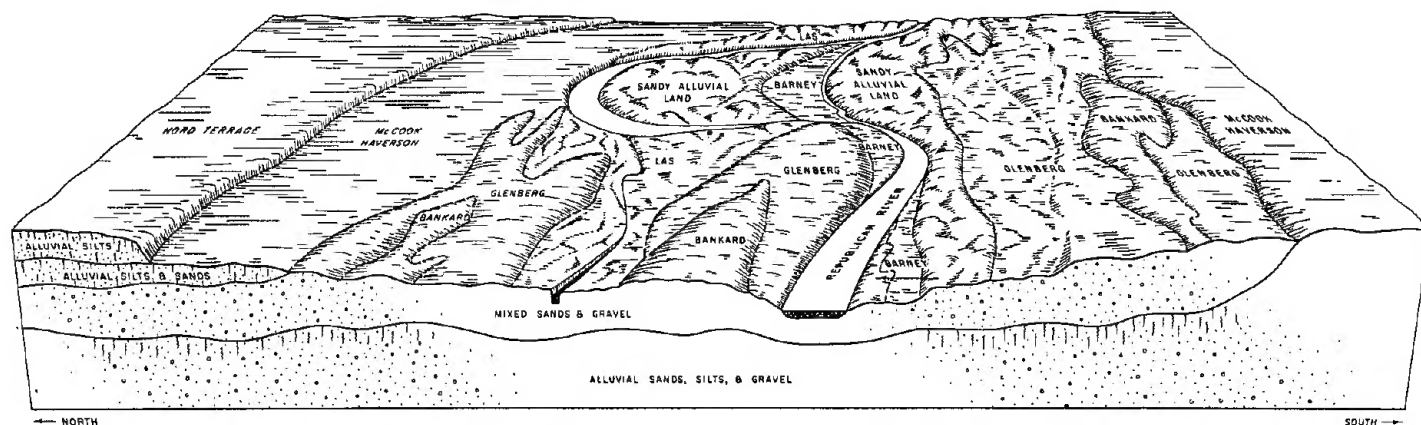 LAS
SANDY ALLUVIAL
LAND
BARNEY
SANDY
ALLUVIAL
LAND
NORD TERRACE
MCCOOK
HAVERSON
BANKARD
MCCOOK
HAVERSON
LAS
GLENBERG
BARNEY
GLENBERG
GLENBERG
GLENBERG
BANKARD
BANKARD
REPUBLICAN RIVER
BARNEY
ALLUVIAL SILTS
ALLUVIAL SILTS, & SANDS
MIXED SANDS & GRAVEL
ALLUVIAL SANDS, SILTS, & GRAVEL
← NORTH
SOUTH →